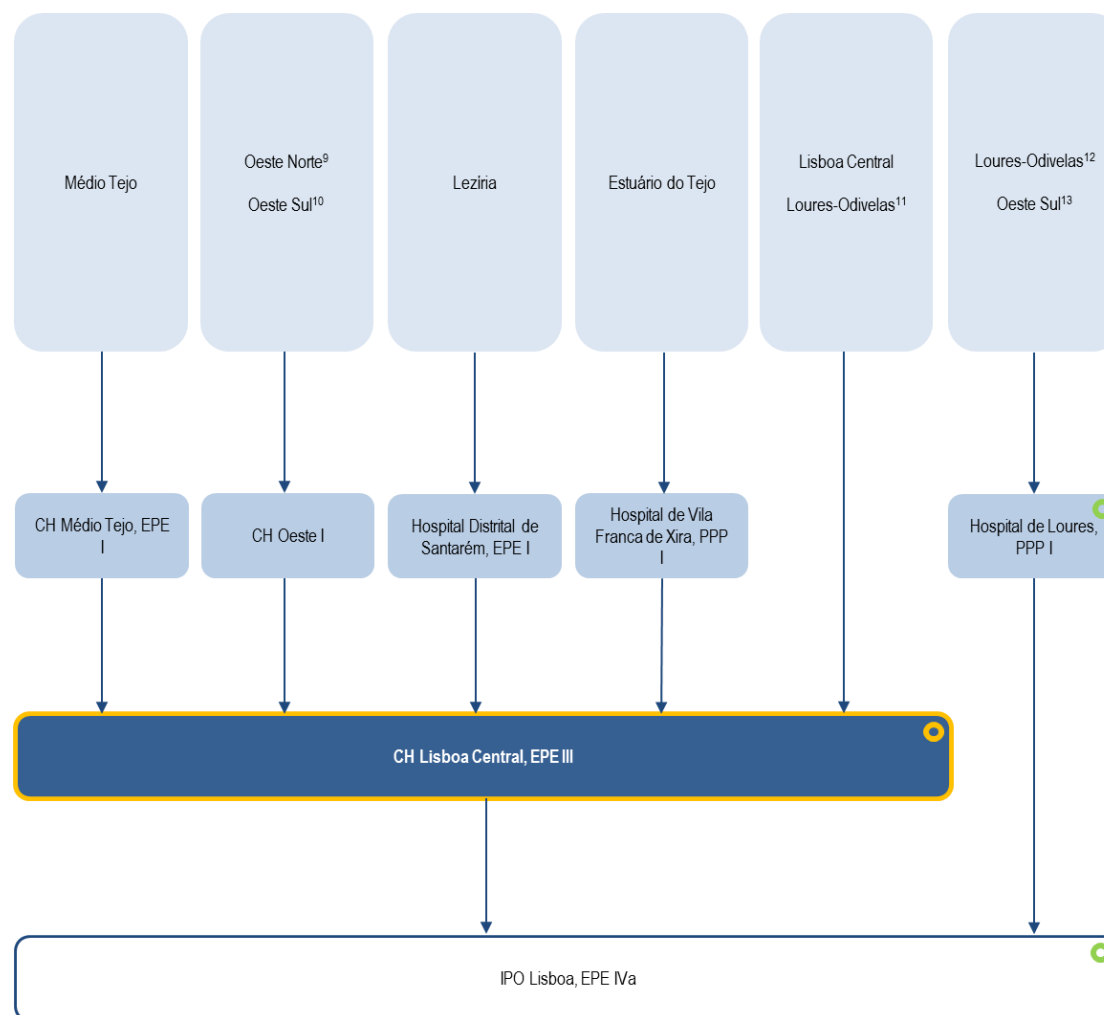 Médio Tejo
Oeste Norte⁹
Oeste Sul¹⁰
Lezíria
Estuário do Tejo
Lisboa Central
Loures-Odivelas¹¹
Loures-Odivelas¹²
Oeste Sul¹³
CH Médio Tejo, EPE
I
CH Oeste I
Hospital Distrital de
Santarém, EPE I
Hospital de Vila
Franca de Xira, PPP
I
Hospital de Loures,
PPP I
CH Lisboa Central, EPE III
IPO Lisboa, EPE IVa